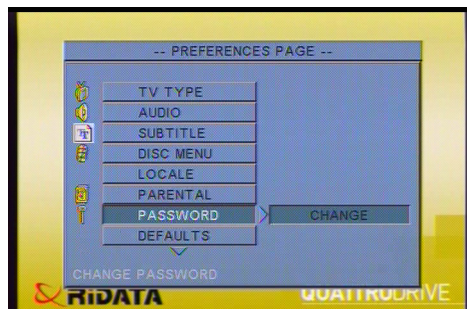 -- PREFERENCES PAGE --
TV TYPE
AUDIO
SUBTITLE
DISC MENU
LOCALE
PARENTAL
PASSWORD CHANGE
DEFAULTS
CHANGE PASSWORD
RiDATA QUATTRODRIVE